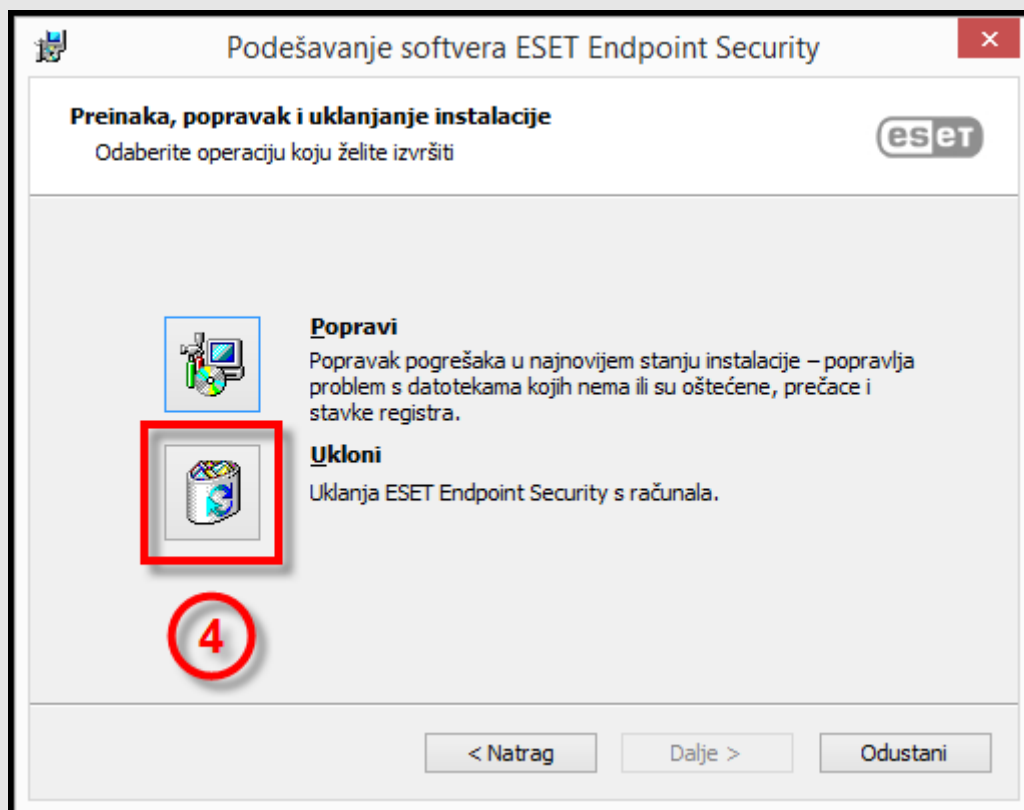 Podešavanje softvera ESET Endpoint Security
Preinaka, popravak i uklanjanje instalacije
Odaberite operaciju koju želite izvršiti
eseT
Popravi
Popravak pogrešaka u najnovijem stanju instalacije – popravlja
problem s datotekama kojih nema ili su oštećene, prečace i
stavke registra.
Ukloni
Uklanja ESET Endpoint Security s računala.
4
< Natrag
Dalje >
Odustani